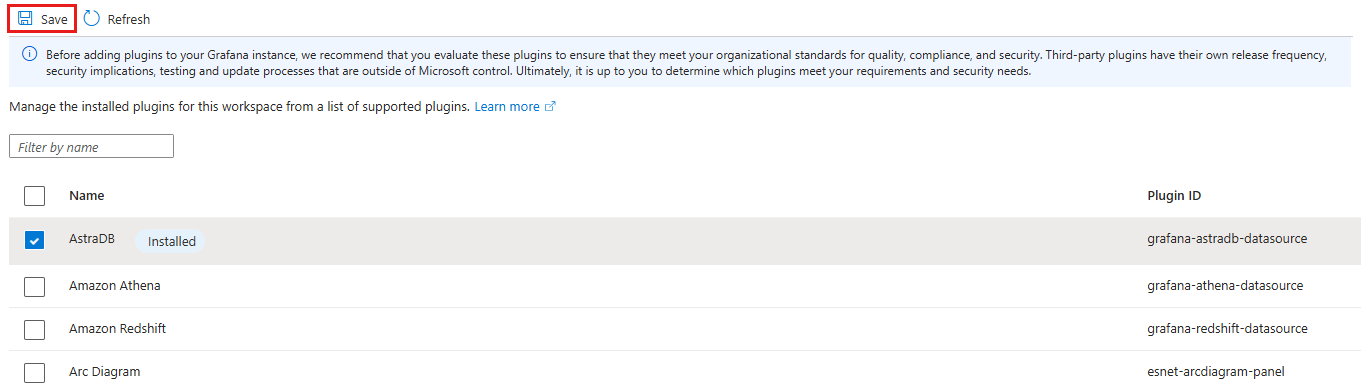 Save Refresh
Before adding plugins to your Grafana instance, we recommend that you evaluate these plugins to ensure that they meet your organizational standards for quality, compliance, and security. Third-party plugins have their own release frequency,
security implications, testing and update processes that are outside of Microsoft control. Ultimately, it is up to you to determine which plugins meet your requirements and security needs.
Manage the installed plugins for this workspace from a list of supported plugins. Learn more
Filter by name
Name Plugin ID
AstraDB Installed grafana-astradb-datasource
Amazon Athena grafana-athena-datasource
Amazon Redshift grafana-redshift-datasource
Arc Diagram esnet-arcdiagram-panel